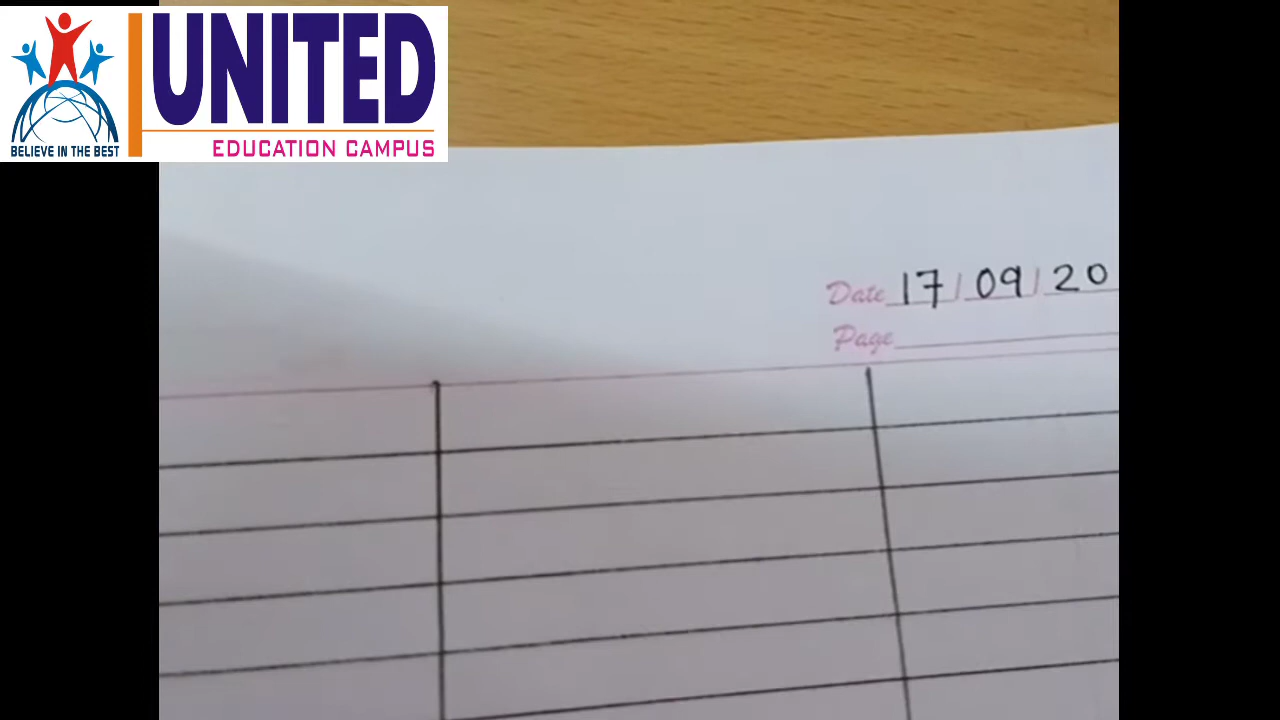 UNITED
EDUCATION CAMPUS
BELIEVE IN THE BEST
Date 17/09/20
Page